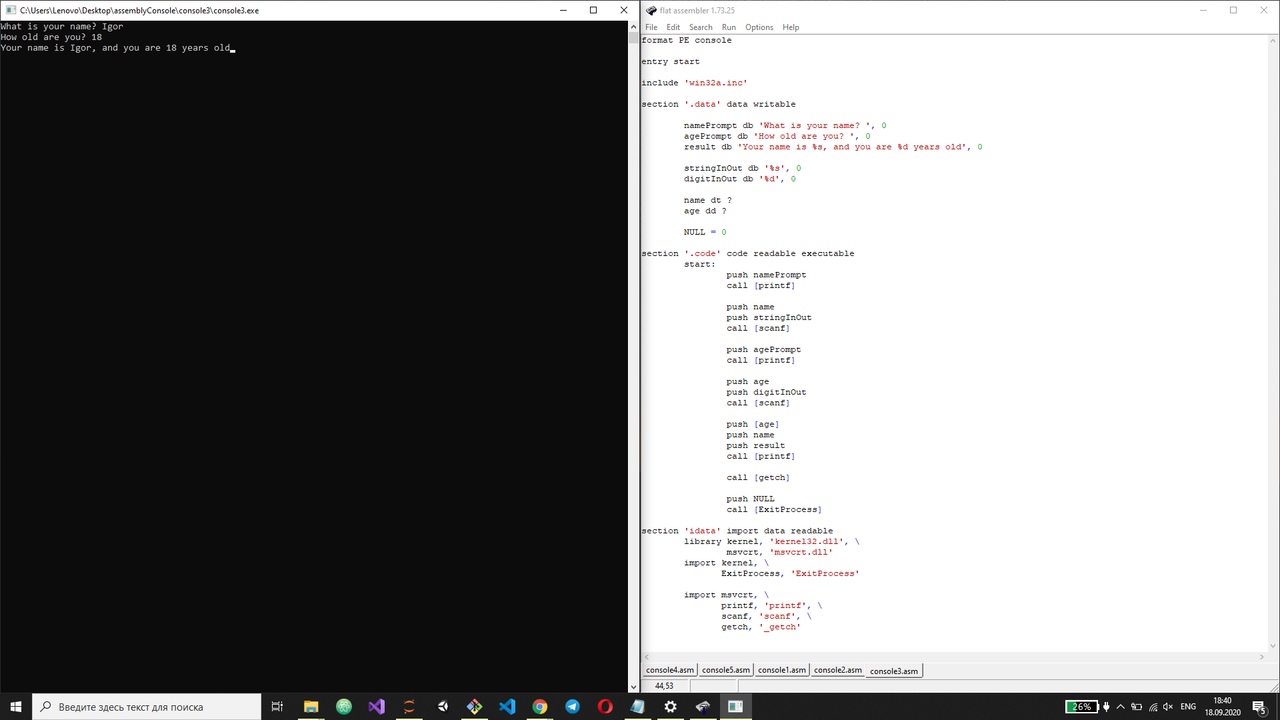 C:\Users\Lenovo\Desktop\assemblyConsole\console3\console3.exe
What is your name? Igor
How old are you? 18
Your name is Igor, and you are 18 years old
flat assembler 1.73.25
File Edit Search Run Options Help
format PE console
entry start
include 'win32a.inc'
section '.data' data writable
namePrompt db 'What is your name? ', 0
agePrompt db 'How old are you? ', 0
result db 'Your name is %s, and you are %d years old', 0
stringInOut db '%s', 0
digitInOut db '%d', 0
name dt ?
age dd ?
NULL = 0
section '.code' code readable executable
start:
push namePrompt
call [printf]
push name
push stringInOut
call [scanf]
push agePrompt
call [printf]
push age
push digitInOut
call [scanf]
push [age]
push name
push result
call [printf]
call [getch]
push NULL
call [ExitProcess]
section 'idata' import data readable
library kernel, 'kernel32.dll', \
msvcrt, 'msvcrt.dll'
import kernel, \
ExitProcess, 'ExitProcess'
import msvcrt, \
printf, 'printf', \
scanf, 'scanf', \
getch, '_getch'
console4.asm console5.asm console1.asm console2.asm console3.asm
44,53
Введите здесь текст для поиска
26%
ENG
18:40
18.09.2020
5